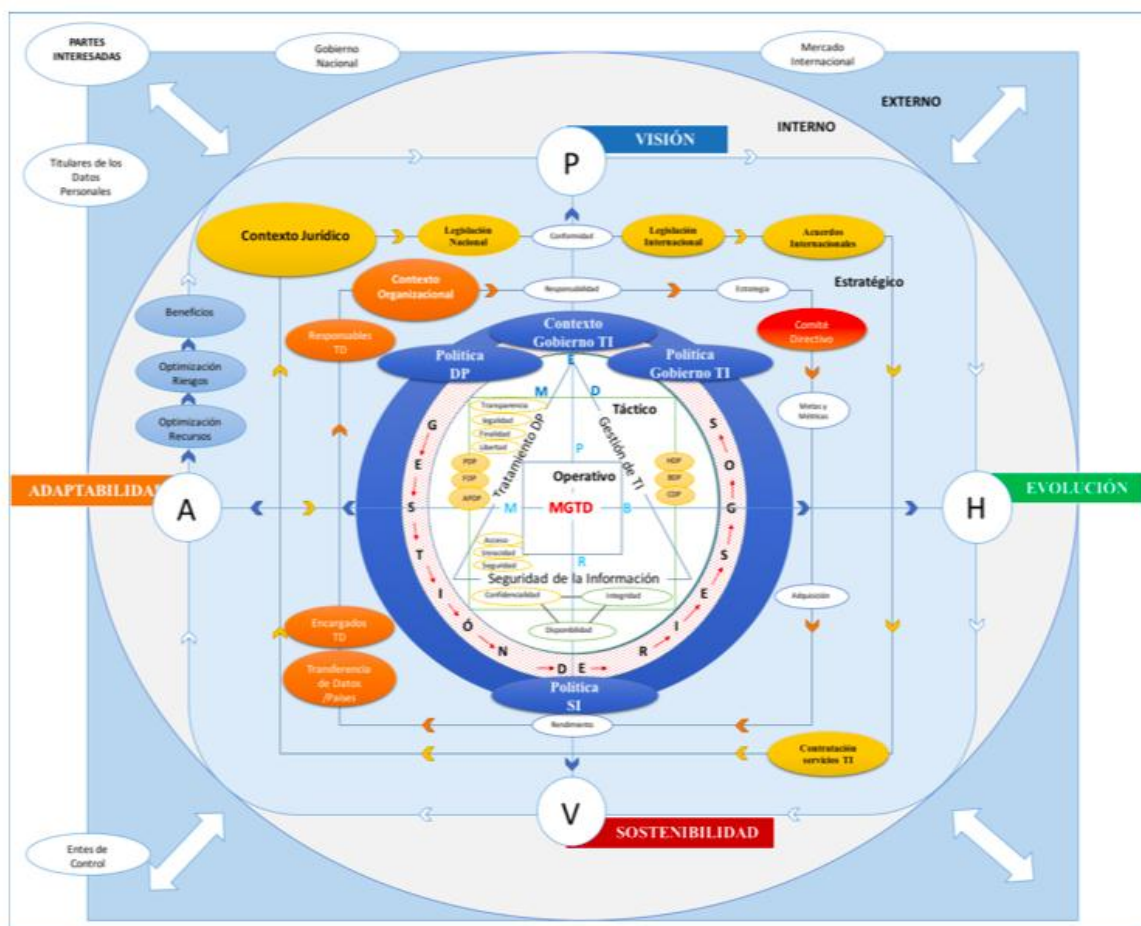 PARTES
INTERESADAS
Gobierno
Nacional
Mercado
Internacional
EXTERNO
INTERNO
Titulares de los
Datos
Personales
P
VISIÓN
Contexto Jurídico
Legislación
Nacional
Conformidad
Legislación
Internacional
Acuerdos
Internacionales
Estratégico
Contexto
Organizacional
Responsabilidad
Estrategia
Beneficios
Responsables
TD
Comité
Directivo
Contexto
Gobierno TI
Política
DP
Política
Gobierno TI
Optimización
Riesgos
Optimización
Recursos
E
M
D
Táctico
Transparencia
legalidad
Finalidad
Libertad
Tratamiento DP
Gestión de TI
Metas y
Métricas
P
PDP
FDP
APDP
HDP
BDP
CDP
Operativo
ADAPTABILIDA
A
M
MGTD
B
H
EVOLUCIÓN
R
Acceso
Veracidad
Seguridad
Seguridad de la Información
Confidencialidad
Integridad
Disponibilidad
GESTIÓN DE RIESGOS
Adquisición
Encargados
TD
Transferencia
de Datos
/Países
Política
SI
Rendimiento
Contratación
servicios TI
V
SOSTENIBILIDAD
Entes de
Control